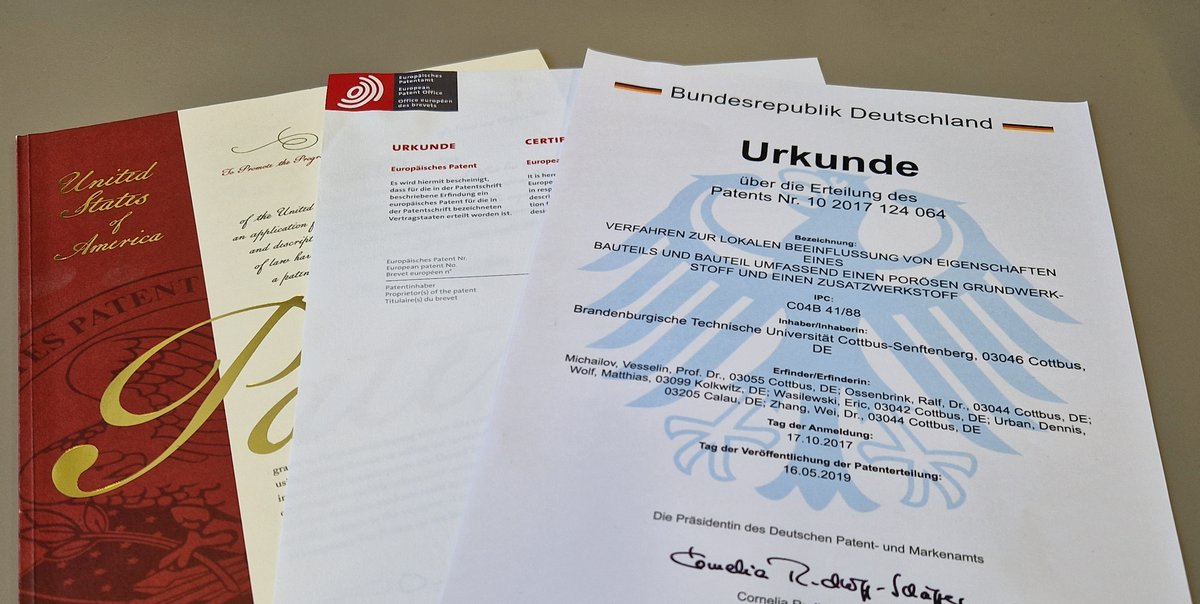 United
States
of
America
To Promote the Progr
of the United
an application f
and descript
of law har
a paten
ES PATENT
Pa
gra
us
in
Europäisches
Patentamt
European
Patent Office
Office européen
des brevets
URKUNDE
Europäisches Patent
Es wird hiermit bescheinigt,
dass für die in der Patentschrift
beschriebene Erfindung ein
europäisches Patent für die in
der Patentschrift bezeichneten
Vertragsstaaten erteilt worden ist.
CERTIF
Europea
It is herr
Europe
in resp
descri
tion f
desi
Europäisches Patent Nr.
European patent No.
Brevet européen n°
Patentinhaber
Proprietor(s) of the patent
Titulaire(s) du brevet
Bundesrepublik Deutschland
Urkunde
über die Erteilung des
Patents Nr. 10 2017 124 064
Bezeichnung:
VERFAHREN ZUR LOKALEN BEEINFLUSSUNG VON EIGENSCHAFTEN
EINES
BAUTEILS UND BAUTEIL UMFASSEND EINEN PORÖSEN GRUNDWERK-
STOFF UND EINEN ZUSATZWERKSTOFF
IPC:
C04B 41/88
Inhaber/Inhaberin:
Brandenburgische Technische Universität Cottbus-Senftenberg, 03046 Cottbus,
DE
Erfinder/Erfinderin:
Michailov, Vesselin, Prof. Dr., 03055 Cottbus, DE; Ossenbrink, Ralf, Dr., 03044 Cottbus, DE;
Wolf, Matthias, 03099 Kolkwitz, DE; Wasilewski, Eric, 03042 Cottbus, DE; Urban, Dennis,
03205 Calau, DE; Zhang, Wei, Dr., 03044 Cottbus, DE
Tag der Anmeldung:
17.10.2017
Tag der Veröffentlichung der Patenterteilung:
16.05.2019
Die Präsidentin des Deutschen Patent- und Markenamts
Cornelia